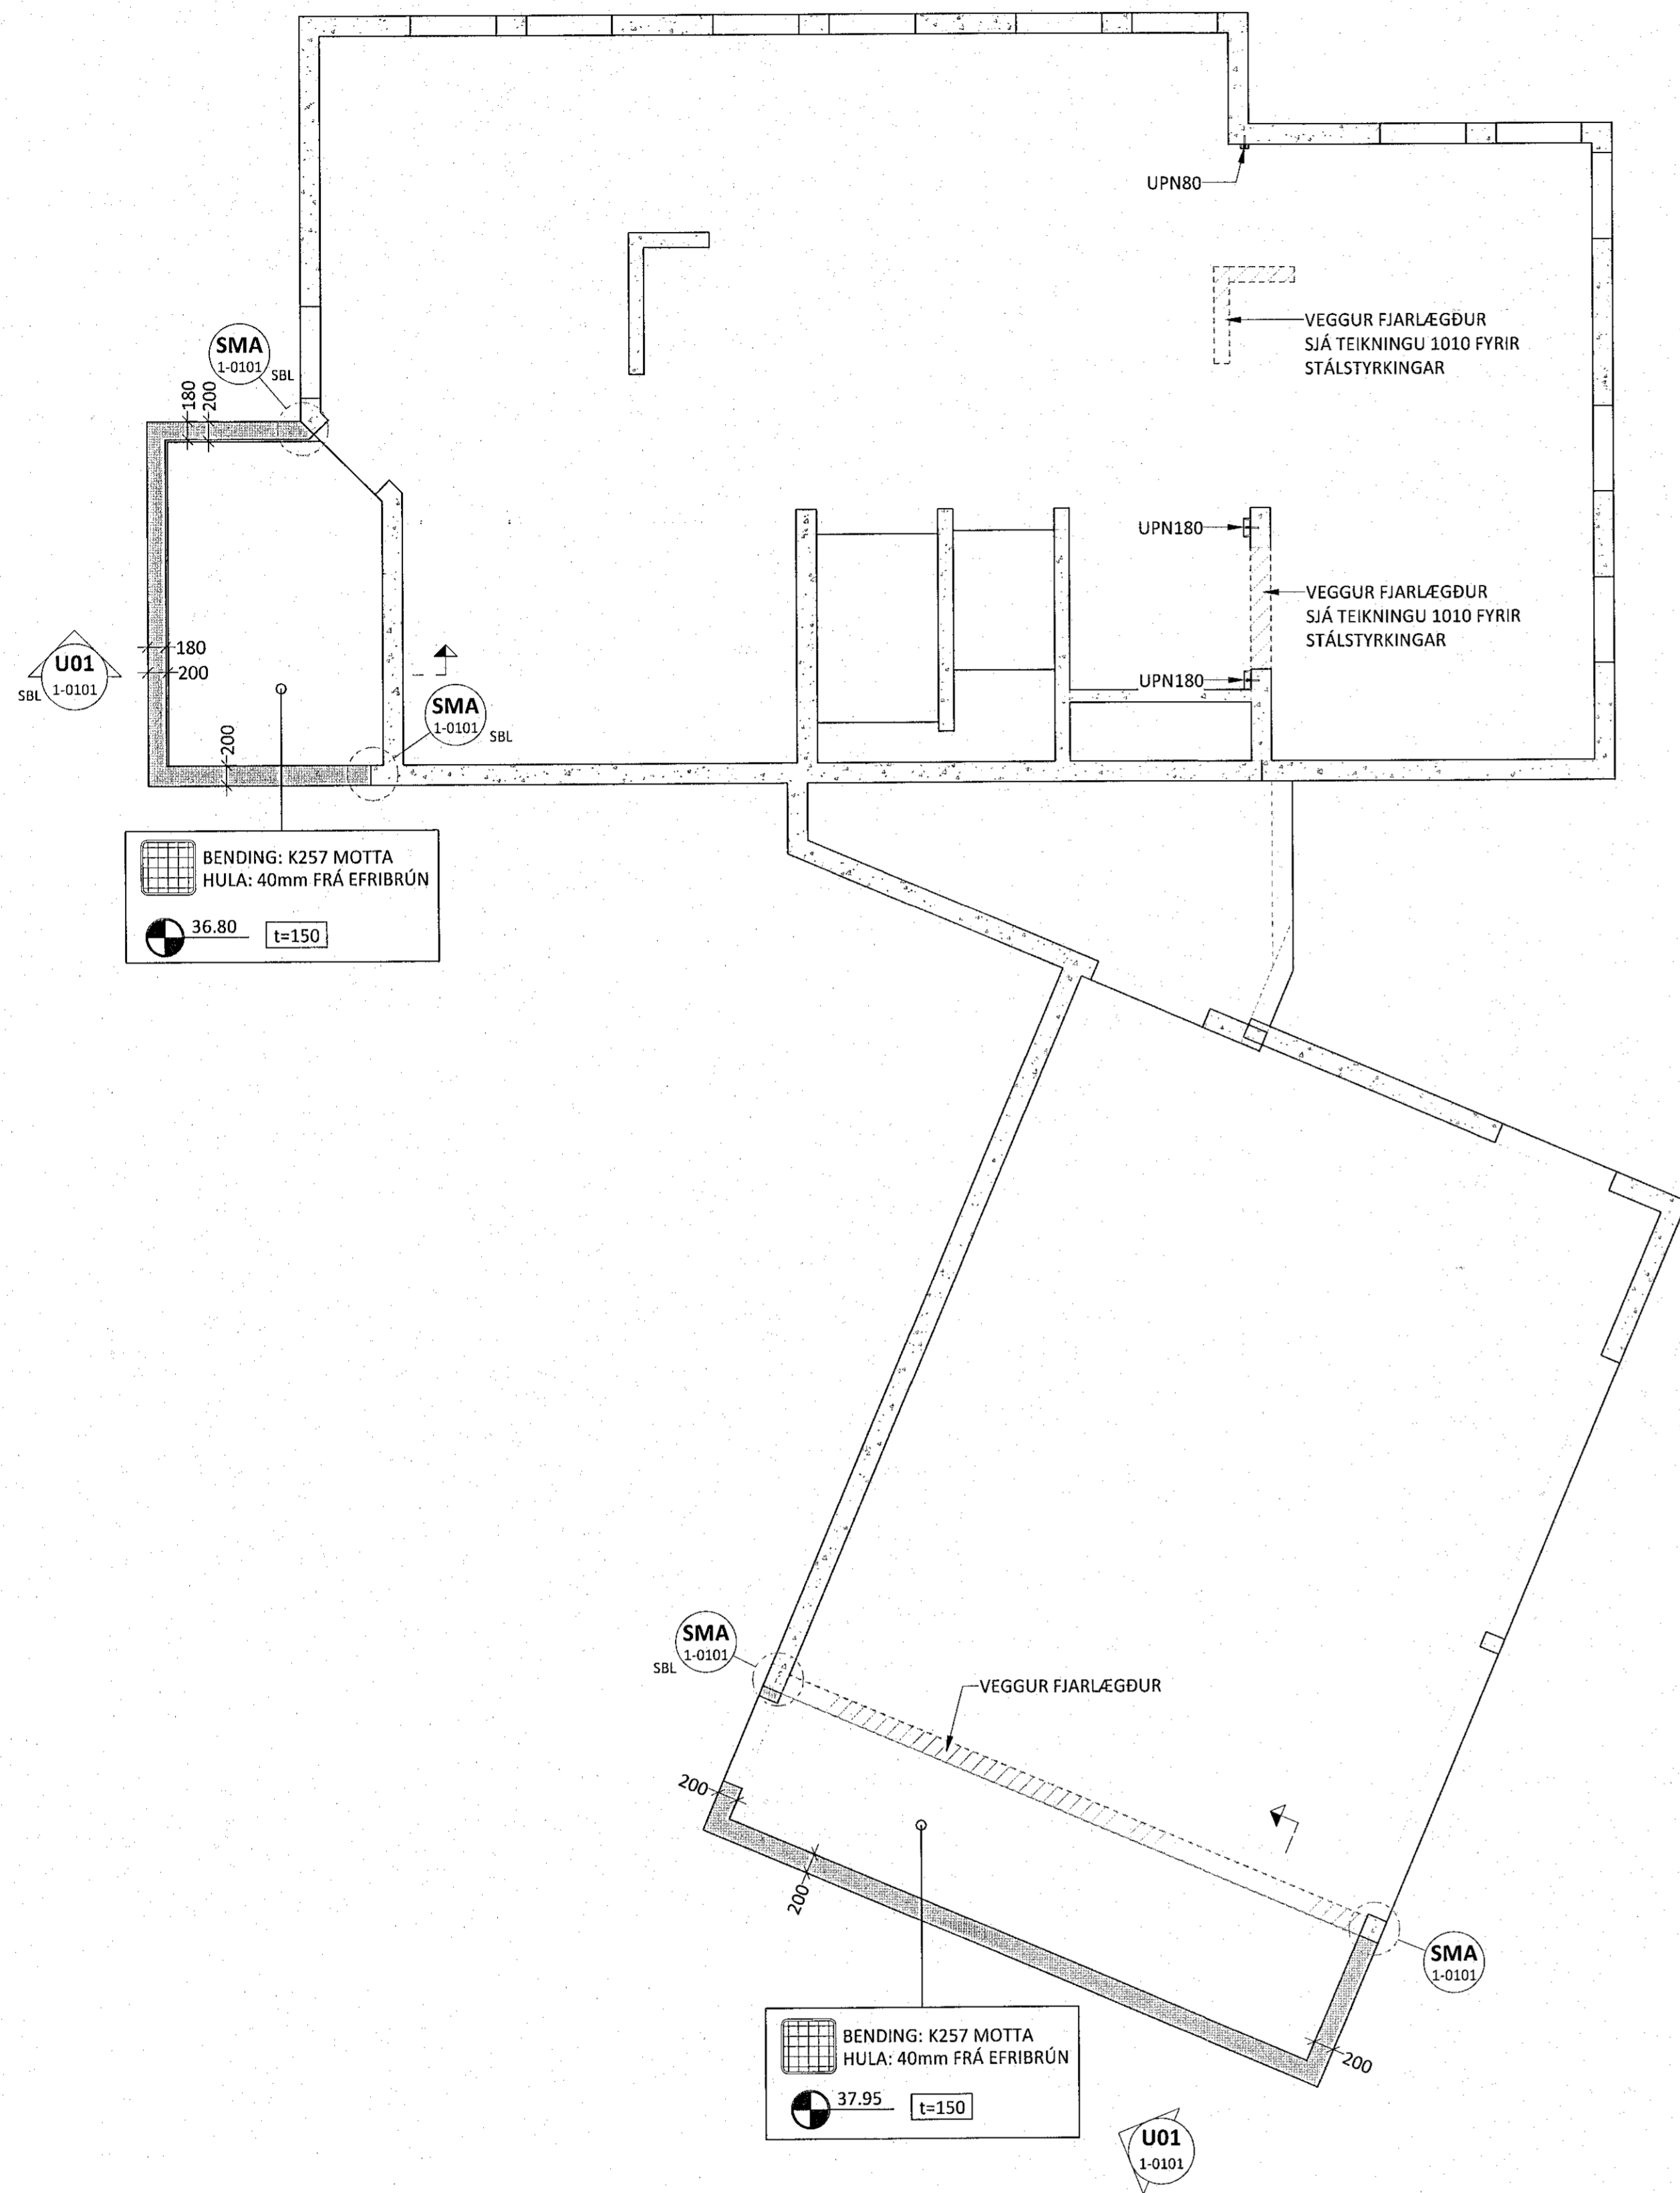 UPN80
VEGGUR FJARLÆGÐUR
SJÁ TEIKNINGU 1010 FYRIR
STÁLSTYRKINGAR
SMA
1-0101
SBL
180
200
UPN180
VEGGUR FJARLÆGÐUR
SJÁ TEIKNINGU 1010 FYRIR
STÁLSTYRKINGAR
UPN180
U01
1-0101
SBL
180
200
SMA
1-0101
SBL
200
BENDING: K257 MOTTA
HULA: 40mm FRÁ EFRIBRÚN
36.80
t=150
SMA
1-0101
SBL
VEGGUR FJARLÆGÐUR
200
200
SMA
1-0101
200
BENDING: K257 MOTTA
HULA: 40mm FRÁ EFRIBRÚN
37.95
t=150
U01
1-0101